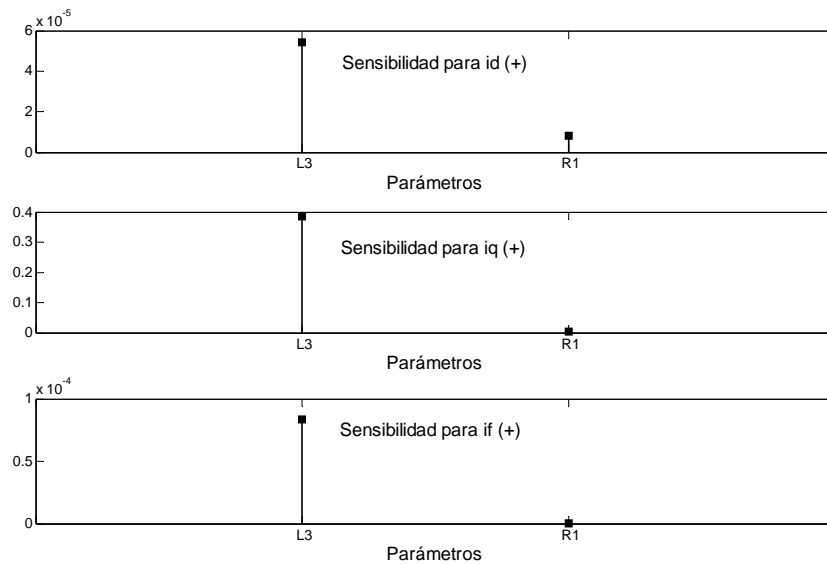 x 10-5
6
4
2
0
Sensibilidad para id (+)
L3 R1
Parámetros
0.4
0.3
0.2
0.1
0
Sensibilidad para iq (+)
L3 R1
Parámetros
x 10-4
1
0.5
0
Sensibilidad para if (+)
L3 R1
Parámetros